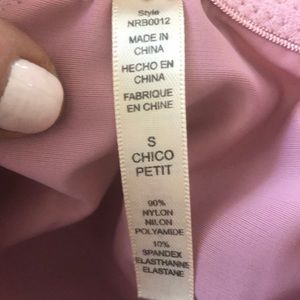 Style
NRB0012
MADE IN
CHINA
HECHO EN
CHINA
FABRIQUE
EN CHINE
S
CHICO
PETIT
90%
NYLON
NILON
POLYAMIDE
10%
SPANDEX
ELASTHANNE
ELASTANE